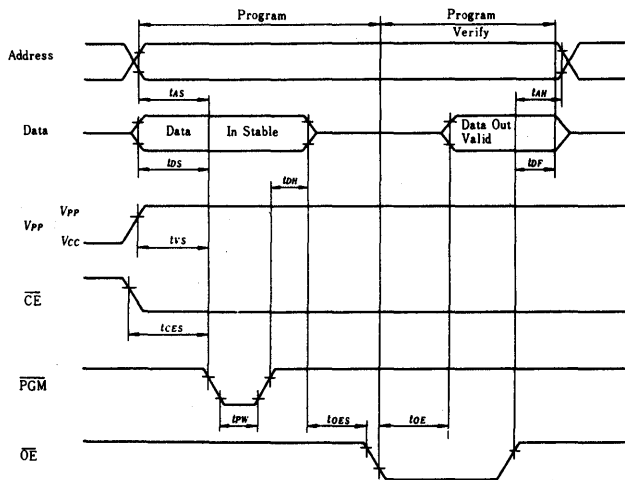 Program Program
Verify
Address
tAS tAH
Data Data In Stable Data Out
Valid
tDS tDF
tDH
VPP VPP
VCC
tVS
CE
tCES
PGM
tPW
tOES tOE
OE